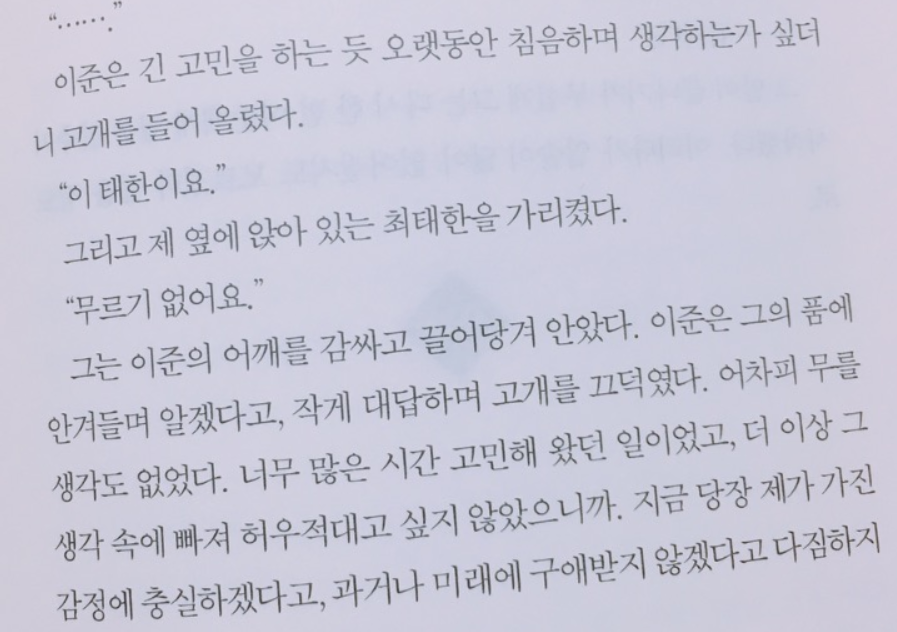 “…….”
이준은 긴 고민을 하는 듯 오랫동안 침음하며 생각하는가 싶더
니 고개를 들어 올렸다.
“이 태한이요.”
그리고 제 옆에 앉아 있는 최태한을 가리켰다.
“무르기 없어요.”
그는 이준의 어깨를 감싸고 끌어당겨 안았다. 이준은 그의 품에
안겨들며 알겠다고, 작게 대답하며 고개를 끄덕였다. 어차피 무를
생각도 없었다. 너무 많은 시간 고민해 왔던 일이었고, 더 이상 그
생각 속에 빠져 허우적대고 싶지 않았으니까. 지금 당장 제가 가진
감정에 충실하겠다고, 과거나 미래에 구애받지 않겠다고 다짐하지